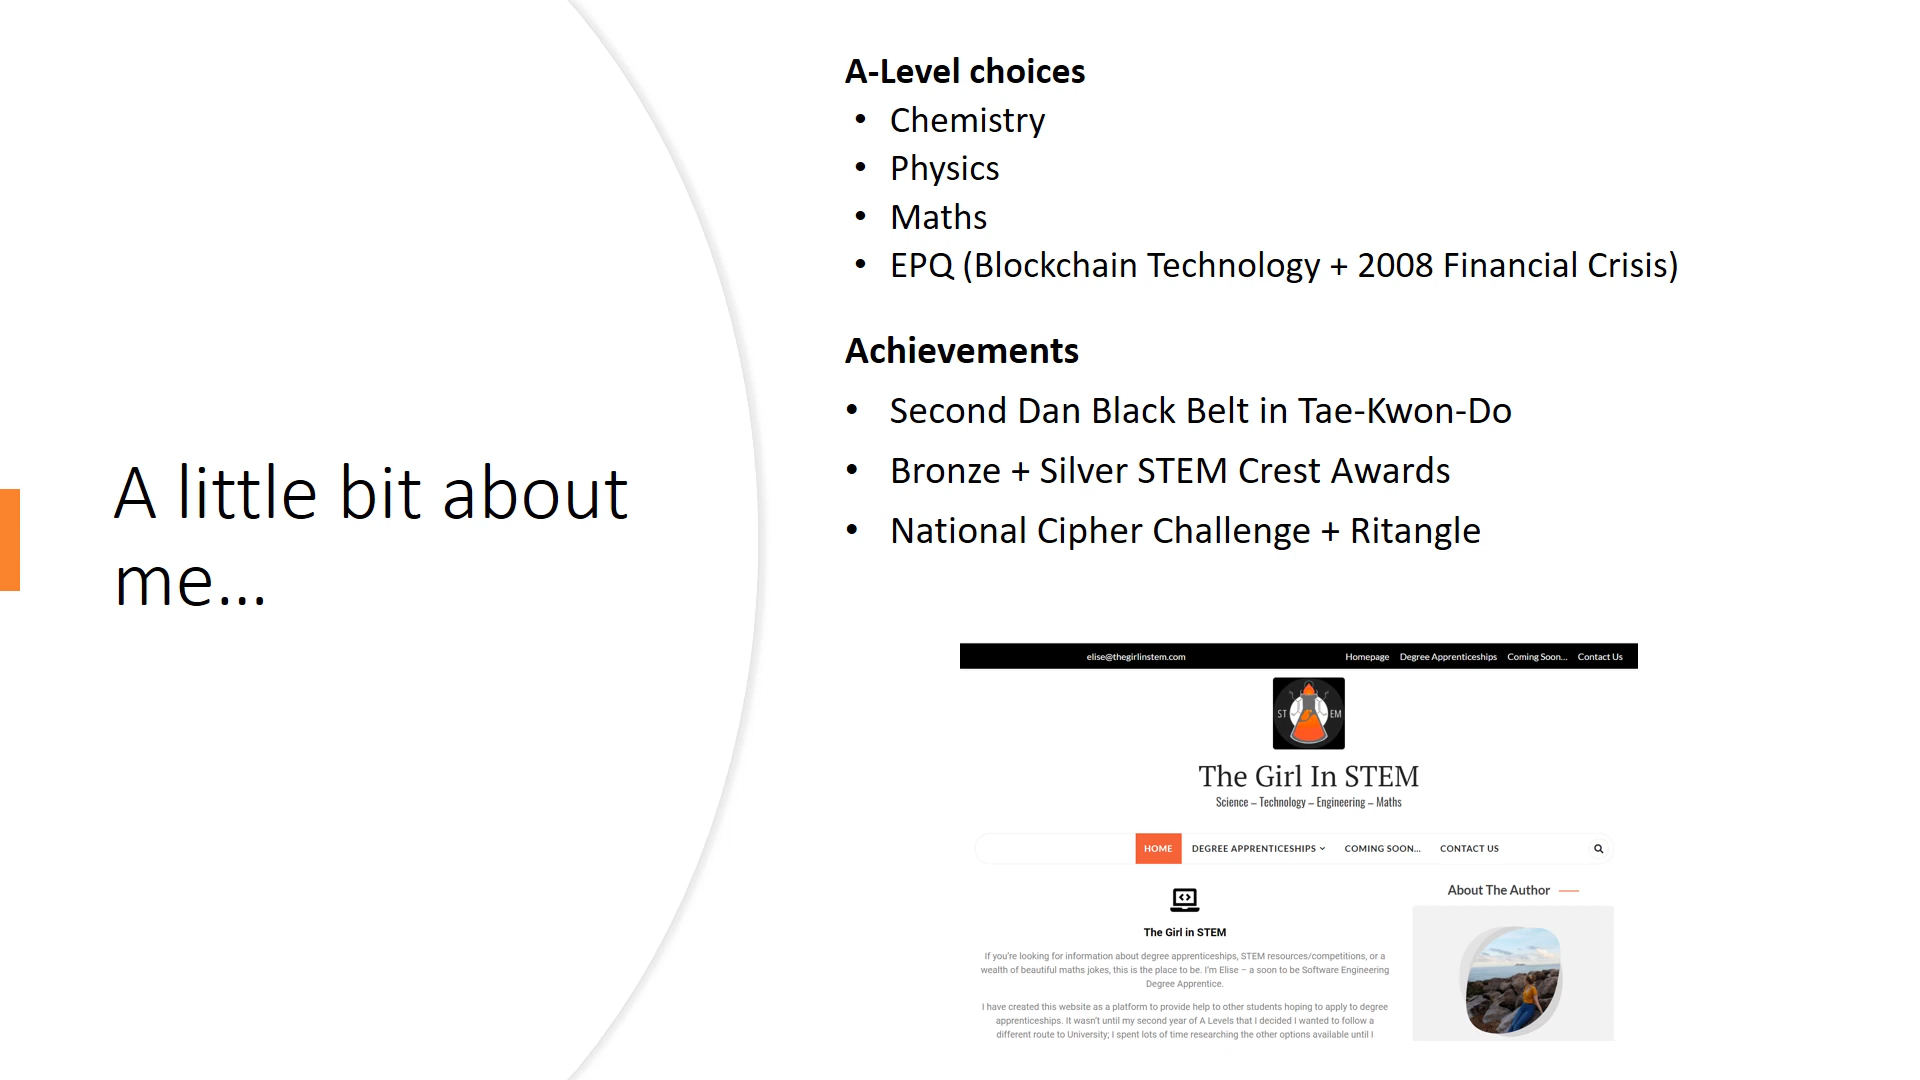 A little bit about
me...
A-Level choices
• Chemistry
• Physics
• Maths
• EPQ (Blockchain Technology + 2008 Financial Crisis)
Achievements
• Second Dan Black Belt in Tae-Kwon-Do
• Bronze + Silver STEM Crest Awards
• National Cipher Challenge + Ritangle
elise@thegirlinstem.com Homepage Degree Apprenticeships Coming Soon... Contact Us
ST EM
The Girl In STEM
Science – Technology – Engineering – Maths
HOME DEGREE APPRENTICESHIPS COMING SOON... CONTACT US
The Girl in STEM
If you're looking for information about degree apprenticeships, STEM resources/competitions, or a
wealth of beautiful maths jokes, this is the place to be. I'm Elise – a soon to be Software Engineering
Degree Apprentice.
I have created this website as a platform to provide help to other students hoping to apply to degree
apprenticeships. It wasn't until my second year of A Levels that I decided I wanted to follow a
different route to University; I spent lots of time researching the other options available until I
About The Author